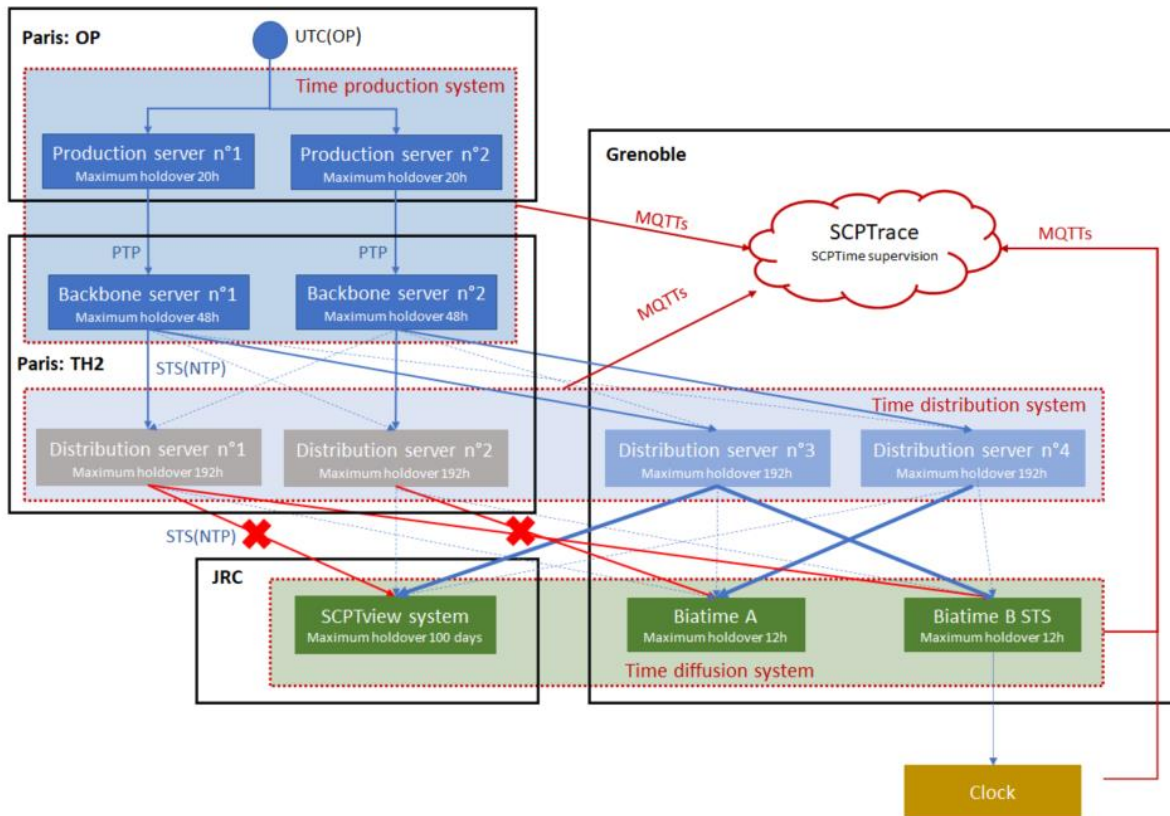 Paris: OP
UTC(OP)
Time production system
Production server n°1
Maximum holdover 20h
Production server n°2
Maximum holdover 20h
Grenoble
MQTTs
SCPTrace
SCPTime supervision
MQTTs
PTP
PTP
Backbone server n°1
Maximum holdover 48h
Backbone server n°2
Maximum holdover 48h
MQTTs
Paris: TH2
STS(NTP)
Time distribution system
Distribution server n°1
Maximum holdover 192h
Distribution server n°2
Maximum holdover 192h
Distribution server n°3
Maximum holdover 192h
Distribution server n°4
Maximum holdover 192h
STS(NTP)
JRC
SCPTview system
Maximum holdover 100 days
Biatime A
Maximum holdover 12h
Biatime B STS
Maximum holdover 12h
Time diffusion system
Clock